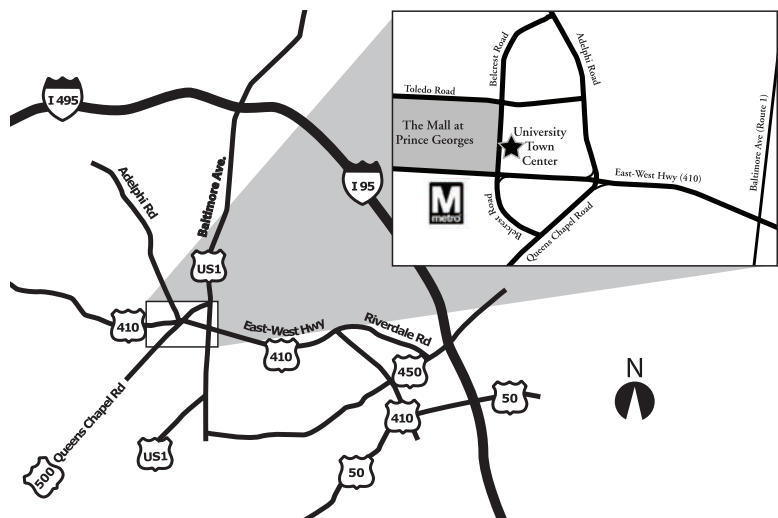 I 495
Adelphi Rd
Baltimore Ave.
I 95
US1
410
East-West Hwy
Riverdale Rd
410
450
410
50
Queens Chapel Rd
500
US1
50
N
Belcrest Road
Adelphi Road
Toledo Road
The Mall at
Prince Georges
University
Town
Center
East-West Hwy (410)
Baltimore Ave (Route 1)
M
metro
Belcrest Road
Queens Chapel Road